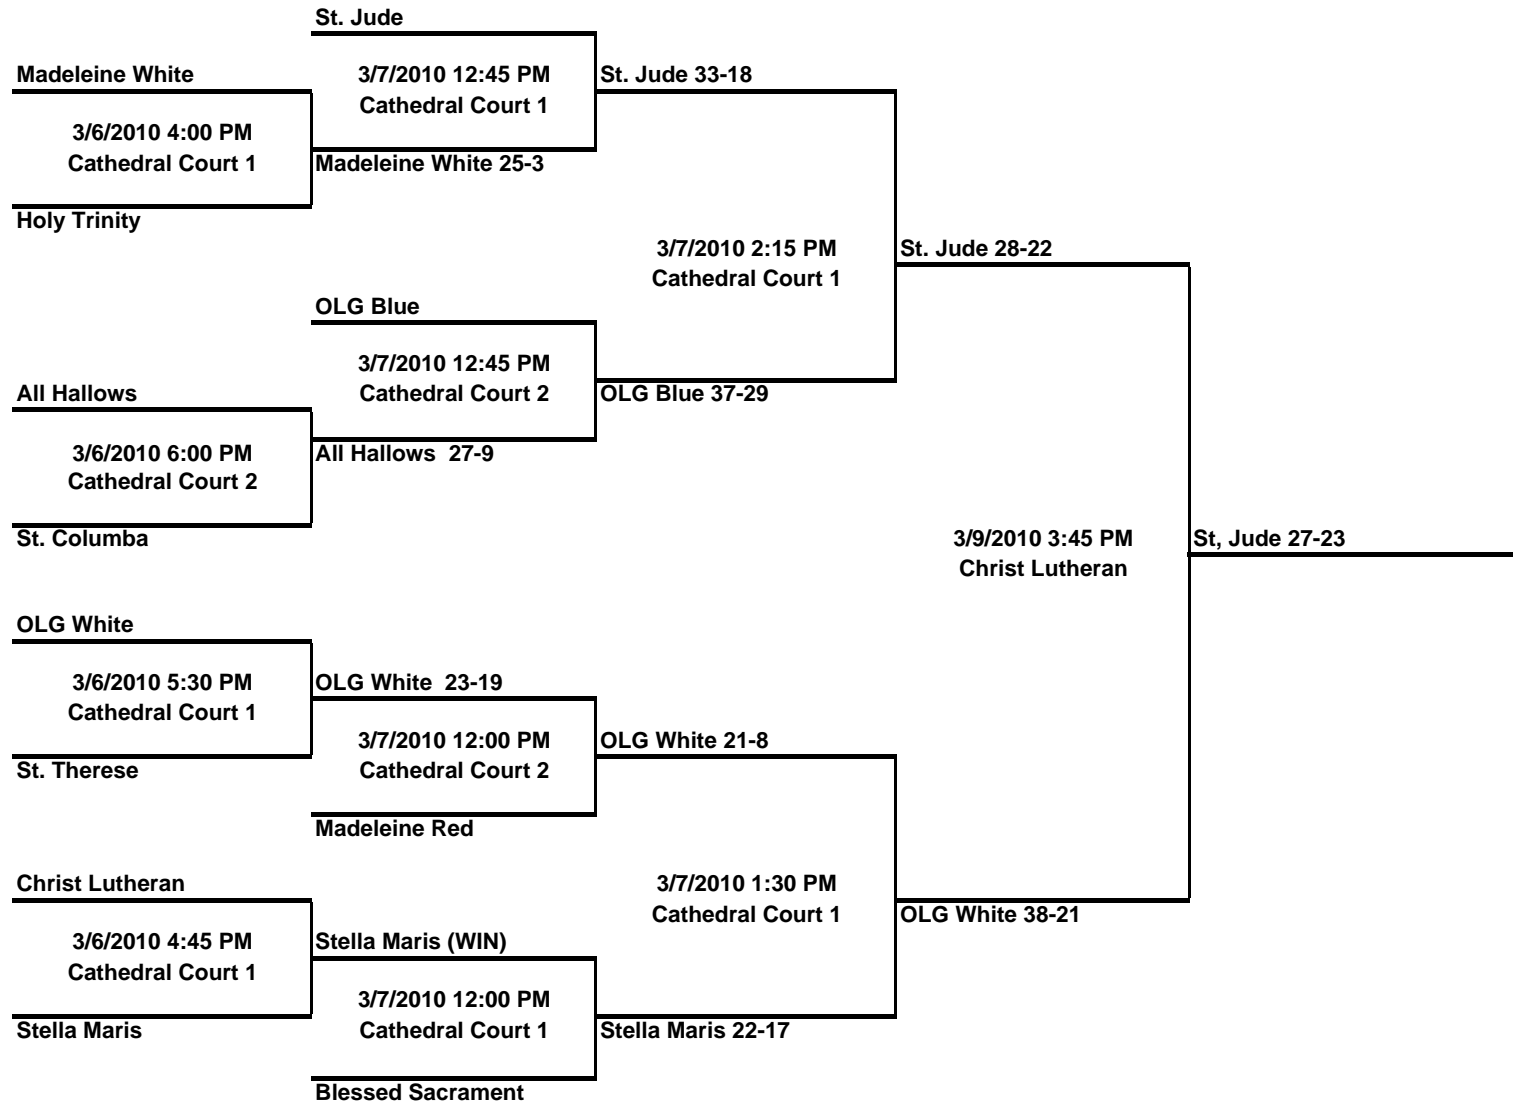 St. Jude
Madeleine White
3/7/2010 12:45 PM
St. Jude 33-18
Cathedral Court 1
3/6/2010 4:00 PM
Cathedral Court 1
Madeleine White 25-3
Holy Trinity
3/7/2010 2:15 PM
St. Jude 28-22
Cathedral Court 1
OLG Blue
3/7/2010 12:45 PM
All Hallows
Cathedral Court 2
OLG Blue 37-29
3/6/2010 6:00 PM
All Hallows  27-9
Cathedral Court 2
St. Columba
3/9/2010 3:45 PM
St, Jude 27-23
Christ Lutheran
OLG White
3/6/2010 5:30 PM
OLG White  23-19
Cathedral Court 1
3/7/2010 12:00 PM
OLG White 21-8
St. Therese
Cathedral Court 2
Madeleine Red
Christ Lutheran
3/7/2010 1:30 PM
Cathedral Court 1
OLG White 38-21
3/6/2010 4:45 PM
Stella Maris (WIN)
Cathedral Court 1
3/7/2010 12:00 PM
Stella Maris
Cathedral Court 1
Stella Maris 22-17
Blessed Sacrament